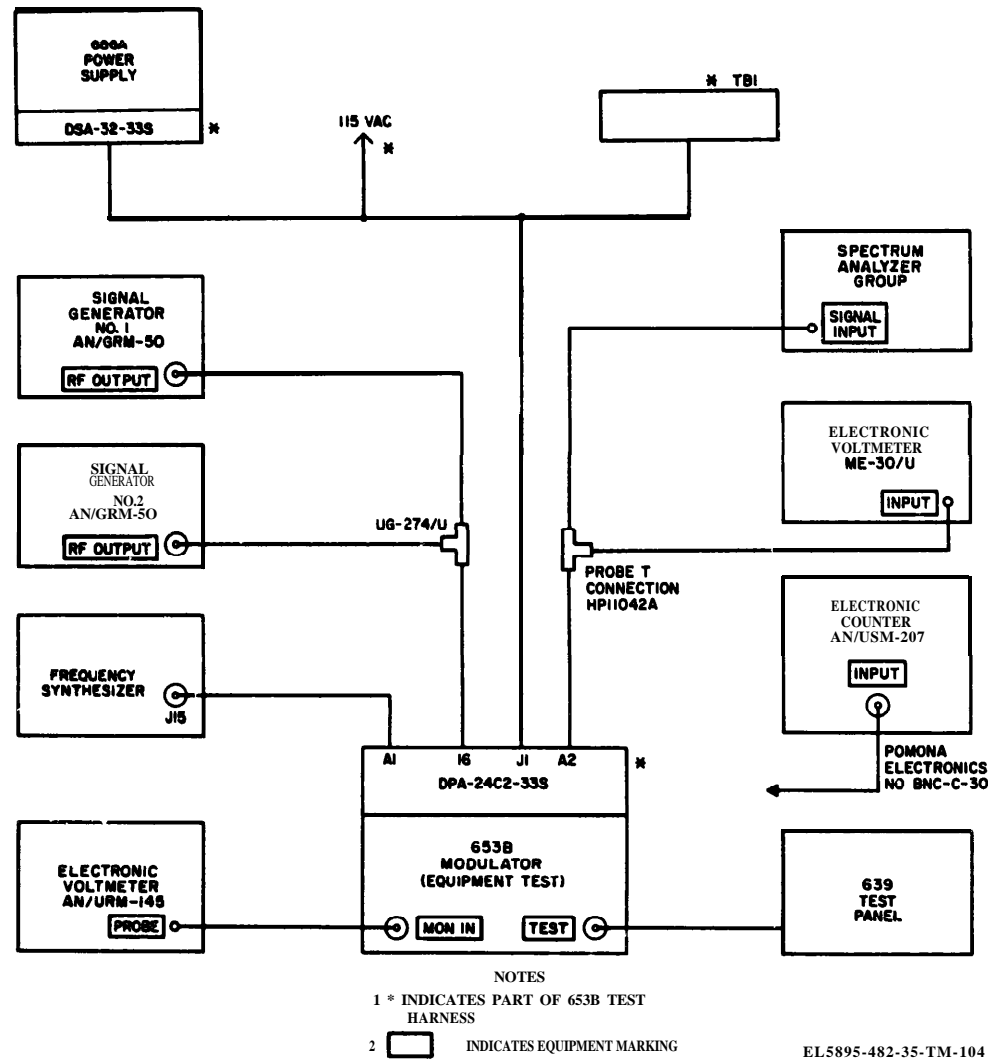 666A
POWER
SUPPLY
DSA-32-33S
*
115 VAC
*
* TB1
SIGNAL
GENERATOR
NO. 1
AN/GRM-50
RF OUTPUT
SPECTRUM
ANALYZER
GROUP
SIGNAL
INPUT
SIGNAL
GENERATOR
NO.2
AN/GRM-5O
RF OUTPUT
UG-274/U
ELECTRONIC
VOLTMETER
ME-30/U
INPUT
PROBE T
CONNECTION
HP11042A
FREQUENCY
SYNTHESIZER
J15
ELECTRONIC
COUNTER
AN/USM-207
INPUT
POMONA
ELECTRONICS
NO BNC-C-30
A1 16 J1 A2
*
DPA-24C2-33S
653B
MODULATOR
(EQUIPMENT TEST)
MON IN
TEST
ELECTRONIC
VOLTMETER
AN/URM-145
PROBE
639
TEST
PANEL
NOTES
1 * INDICATES PART OF 653B TEST
HARNESS
2 INDICATES EQUIPMENT MARKING
EL5895-482-35-TM-104